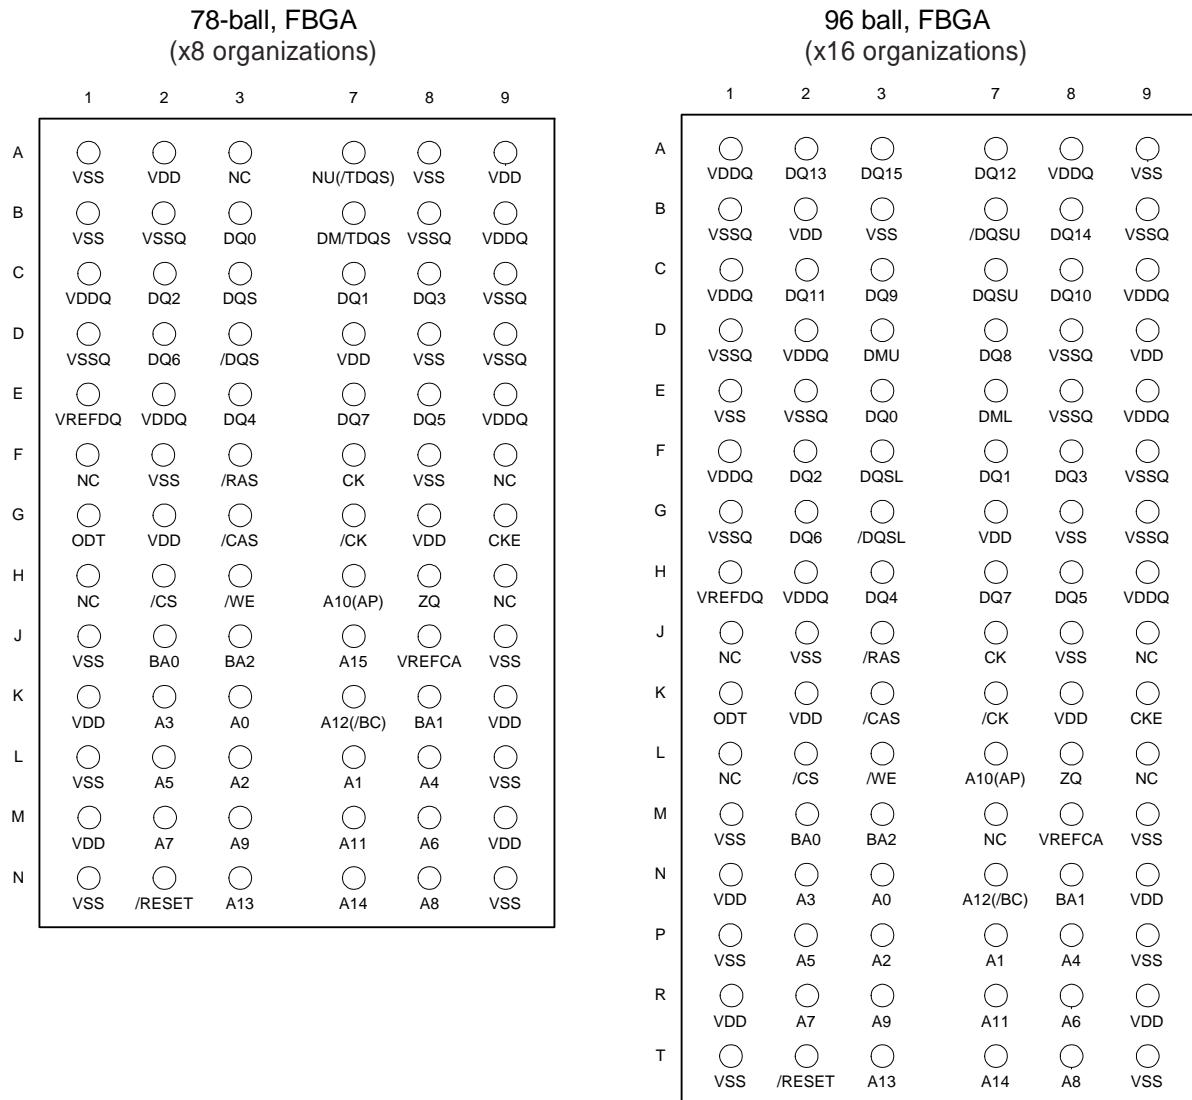 78-ball, FBGA
(x8 organizations)
1 2 3 7 8 9
A
VSS VDD NC NU(/TDQS) VSS VDD
B
VSS VSSQ DQ0 DM/TDQS VSSQ VDDQ
C
VDDQ DQ2 DQS DQ1 DQ3 VSSQ
D
VSSQ DQ6 /DQS VDD VSS VSSQ
E
VREFDQ VDDQ DQ4 DQ7 DQ5 VDDQ
F
NC VSS /RAS CK VSS NC
G
ODT VDD /CAS /CK VDD CKE
H
NC /CS /WE A10(AP) ZQ NC
J
VSS BA0 BA2 A15 VREFCA VSS
K
VDD A3 A0 A12(/BC) BA1 VDD
L
VSS A5 A2 A1 A4 VSS
M
VDD A7 A9 A11 A6 VDD
N
VSS /RESET A13 A14 A8 VSS
96 ball, FBGA
(x16 organizations)
1 2 3 7 8 9
A
VDDQ DQ13 DQ15 DQ12 VDDQ VSS
B
VSSQ VDD VSS /DQSU DQ14 VSSQ
C
VDDQ DQ11 DQ9 DQSU DQ10 VDDQ
D
VSSQ VDDQ DMU DQ8 VSSQ VDD
E
VSS VSSQ DQ0 DML VSSQ VDDQ
F
VDDQ DQ2 DQSL DQ1 DQ3 VSSQ
G
VSSQ DQ6 /DQSL VDD VSS VSSQ
H
VREFDQ VDDQ DQ4 DQ7 DQ5 VDDQ
J
NC VSS /RAS CK VSS NC
K
ODT VDD /CAS /CK VDD CKE
L
NC /CS /WE A10(AP) ZQ NC
M
VSS BA0 BA2 NC VREFCA VSS
N
VDD A3 A0 A12(/BC) BA1 VDD
P
VSS A5 A2 A1 A4 VSS
R
VDD A7 A9 A11 A6 VDD
T
VSS /RESET A13 A14 A8 VSS